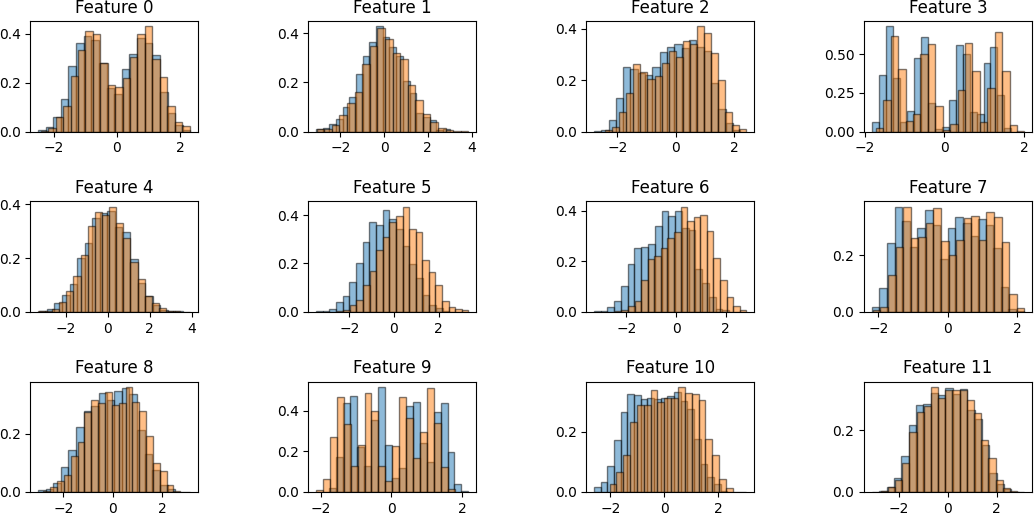 Feature 0 Feature 1 Feature 2 Feature 3
0.4 0.4 0.4 0.50
0.2 0.2 0.2 0.25
0.0 0.0 0.0 0.00
−2 0 2 −2 0 2 4 −2 0 2 −2 0 2
Feature 4 Feature 5 Feature 6 Feature 7
0.4 0.4 0.4
0.2 0.2 0.2 0.2
0.0 0.0 0.0 0.0
−2 0 2 4 −2 0 2 −2 0 2 −2 0 2
Feature 8 Feature 9 Feature 10 Feature 11
0.4
0.2 0.2 0.2 0.2
0.0 0.0 0.0 0.0
−2 0 2 −2 0 2 −2 0 2 −2 0 2